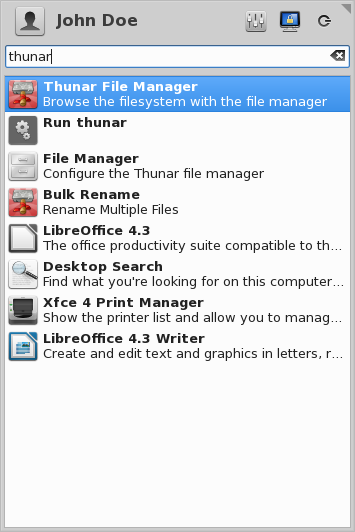 John Doe
thunar
Thunar File Manager
Browse the filesystem with the file manager
Run thunar
File Manager
Configure the Thunar file manager
Bulk Rename
Rename Multiple Files
LibreOffice 4.3
The office productivity suite compatible to th...
Desktop Search
Find what you're looking for on this computer...
Xfce 4 Print Manager
Show the printer list and allow you to manag...
LibreOffice 4.3 Writer
Create and edit text and graphics in letters, r...